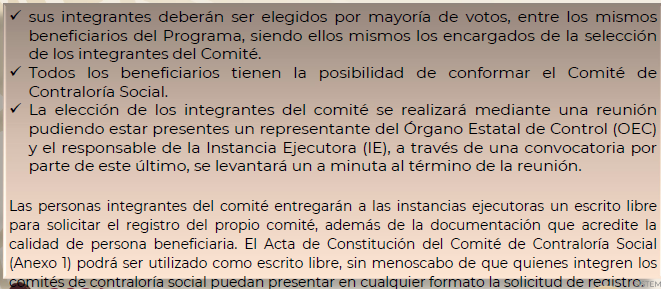 ✓ sus integrantes deberán ser elegidos por mayoría de votos, entre los mismos
beneficiarios del Programa, siendo ellos mismos los encargados de la selección
de los integrantes del Comité.
✓ Todos los beneficiarios tienen la posibilidad de conformar el Comité de
Contraloría Social.
✓ La elección de los integrantes del comité se realizará mediante una reunión
pudiendo estar presentes un representante del Órgano Estatal de Control (OEC)
y el responsable de la Instancia Ejecutora (IE), a través de una convocatoria por
parte de este último, se levantará un a minuta al término de la reunión.
Las personas integrantes del comité entregarán a las instancias ejecutoras un escrito libre
para solicitar el registro del propio comité, además de la documentación que acredite la
calidad de persona beneficiaria. El Acta de Constitución del Comité de Contraloría Social
(Anexo 1) podrá ser utilizado como escrito libre, sin menoscabo de que quienes integren los
comités de contraloría social puedan presentar en cualquier formato la solicitud de registro.